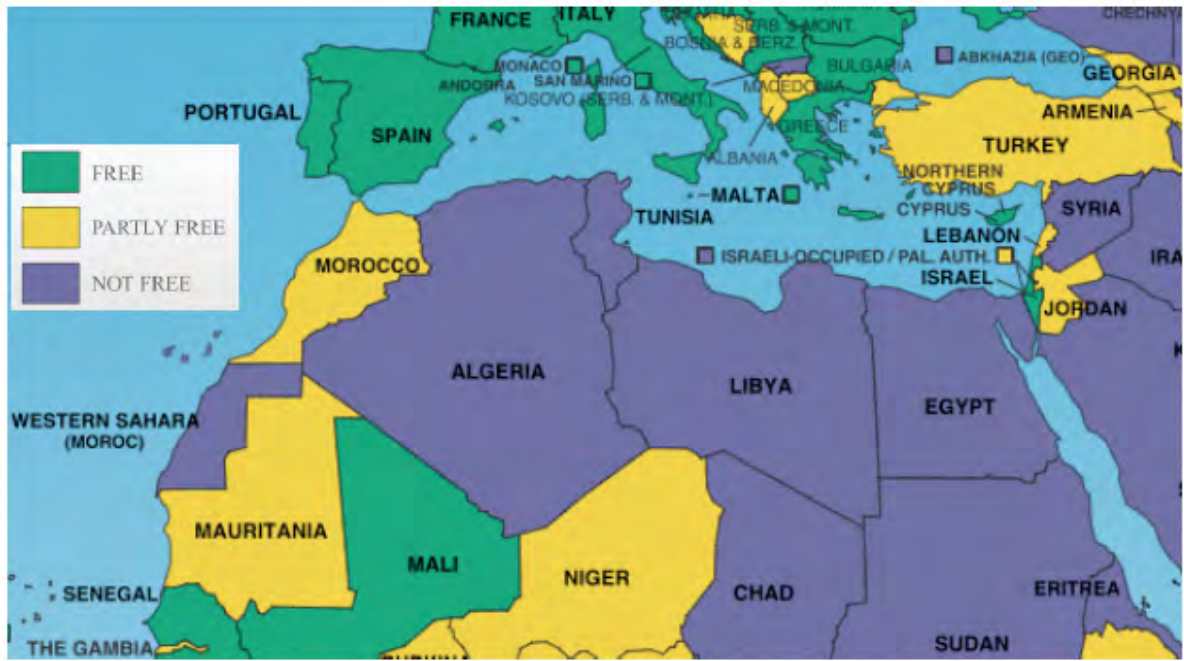 FRANCE
ITALY
SERB. & MONT.
CHECHNYA
BOSNIA & HERZ.
MONACO
ABKHAZIA (GEO)
BULGARIA
GEORGIA
ANDORRA
SAN MARINO
MACEDONIA
KOSOVO (SERB. & MONT.)
PORTUGAL
ARMENIA
SPAIN
GREECE
TURKEY
ALBANIA
FREE
NORTHERN
CYPRUS
MALTA
CYPRUS
SYRIA
TUNISIA
PARTLY FREE
LEBANON
MOROCCO
ISRAELI-OCCUPIED / PAL. AUTH.
IRA
ISRAEL
NOT FREE
JORDAN
K
ALGERIA
LIBYA
EGYPT
WESTERN SAHARA
(MOROC)
MAURITANIA
MALI
NIGER
CHAD
ERITREA
SENEGAL
SUDAN
THE GAMBIA